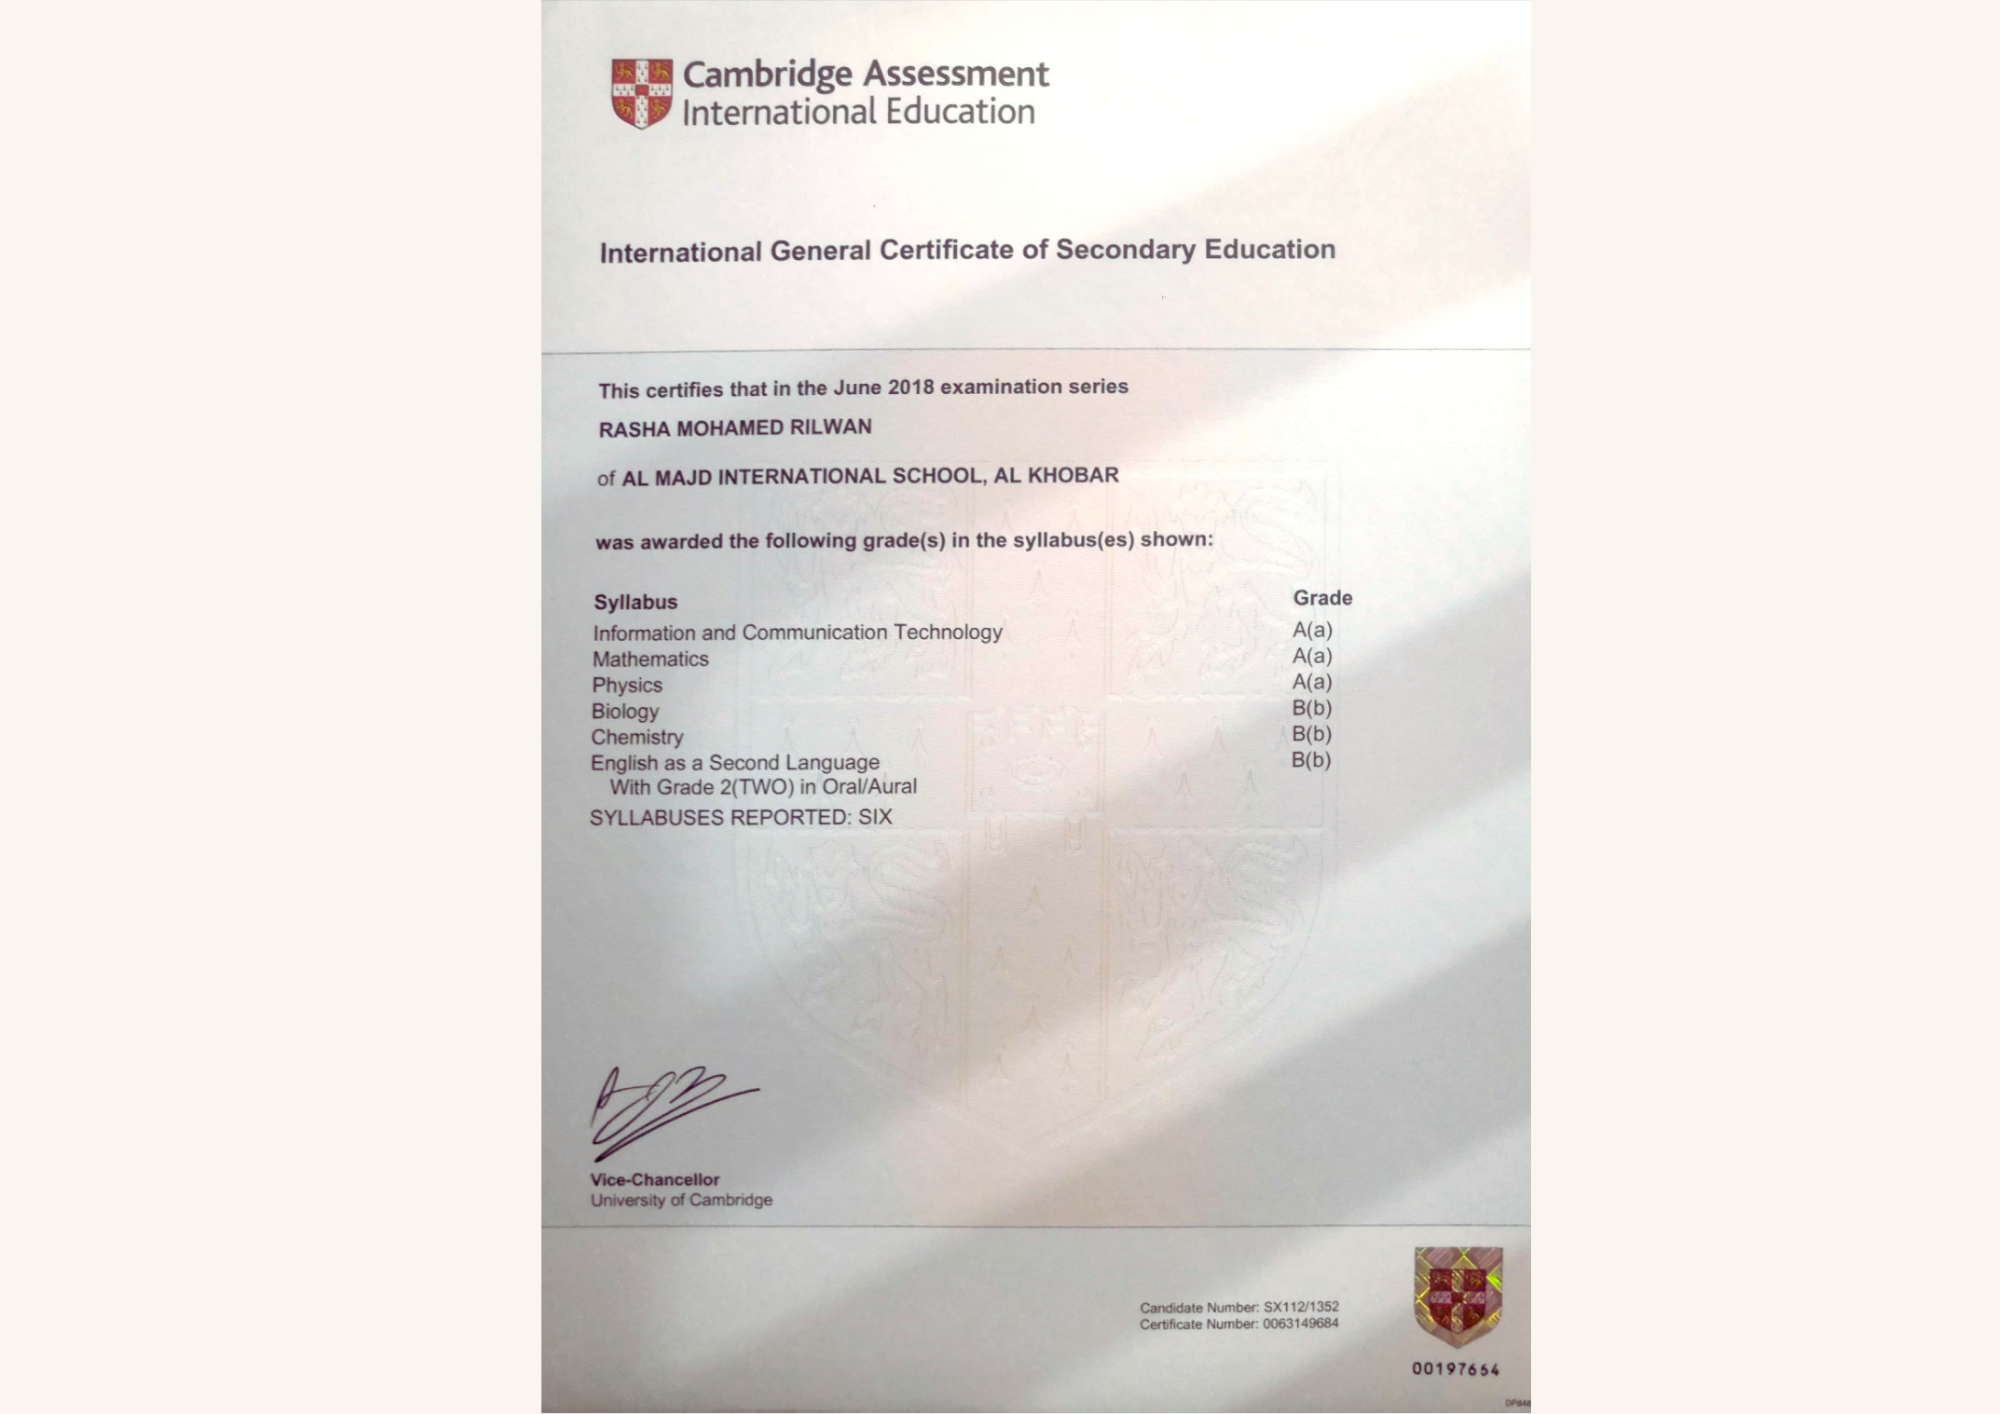 Cambridge Assessment
International Education
International General Certificate of Secondary Education
This certifies that in the June 2018 examination series
RASHA MOHAMED RILWAN
of AL MAJD INTERNATIONAL SCHOOL, AL KHOBAR
was awarded the following grade(s) in the syllabus(es) shown:
Syllabus Grade
Information and Communication Technology A(a)
Mathematics A(a)
Physics A(a)
Biology B(b)
Chemistry B(b)
English as a Second Language B(b)
With Grade 2(TWO) in Oral/Aural
SYLLABUSES REPORTED: SIX
Vice-Chancellor
University of Cambridge
Candidate Number: SX112/1352
Certificate Number: 0063149684
00197654